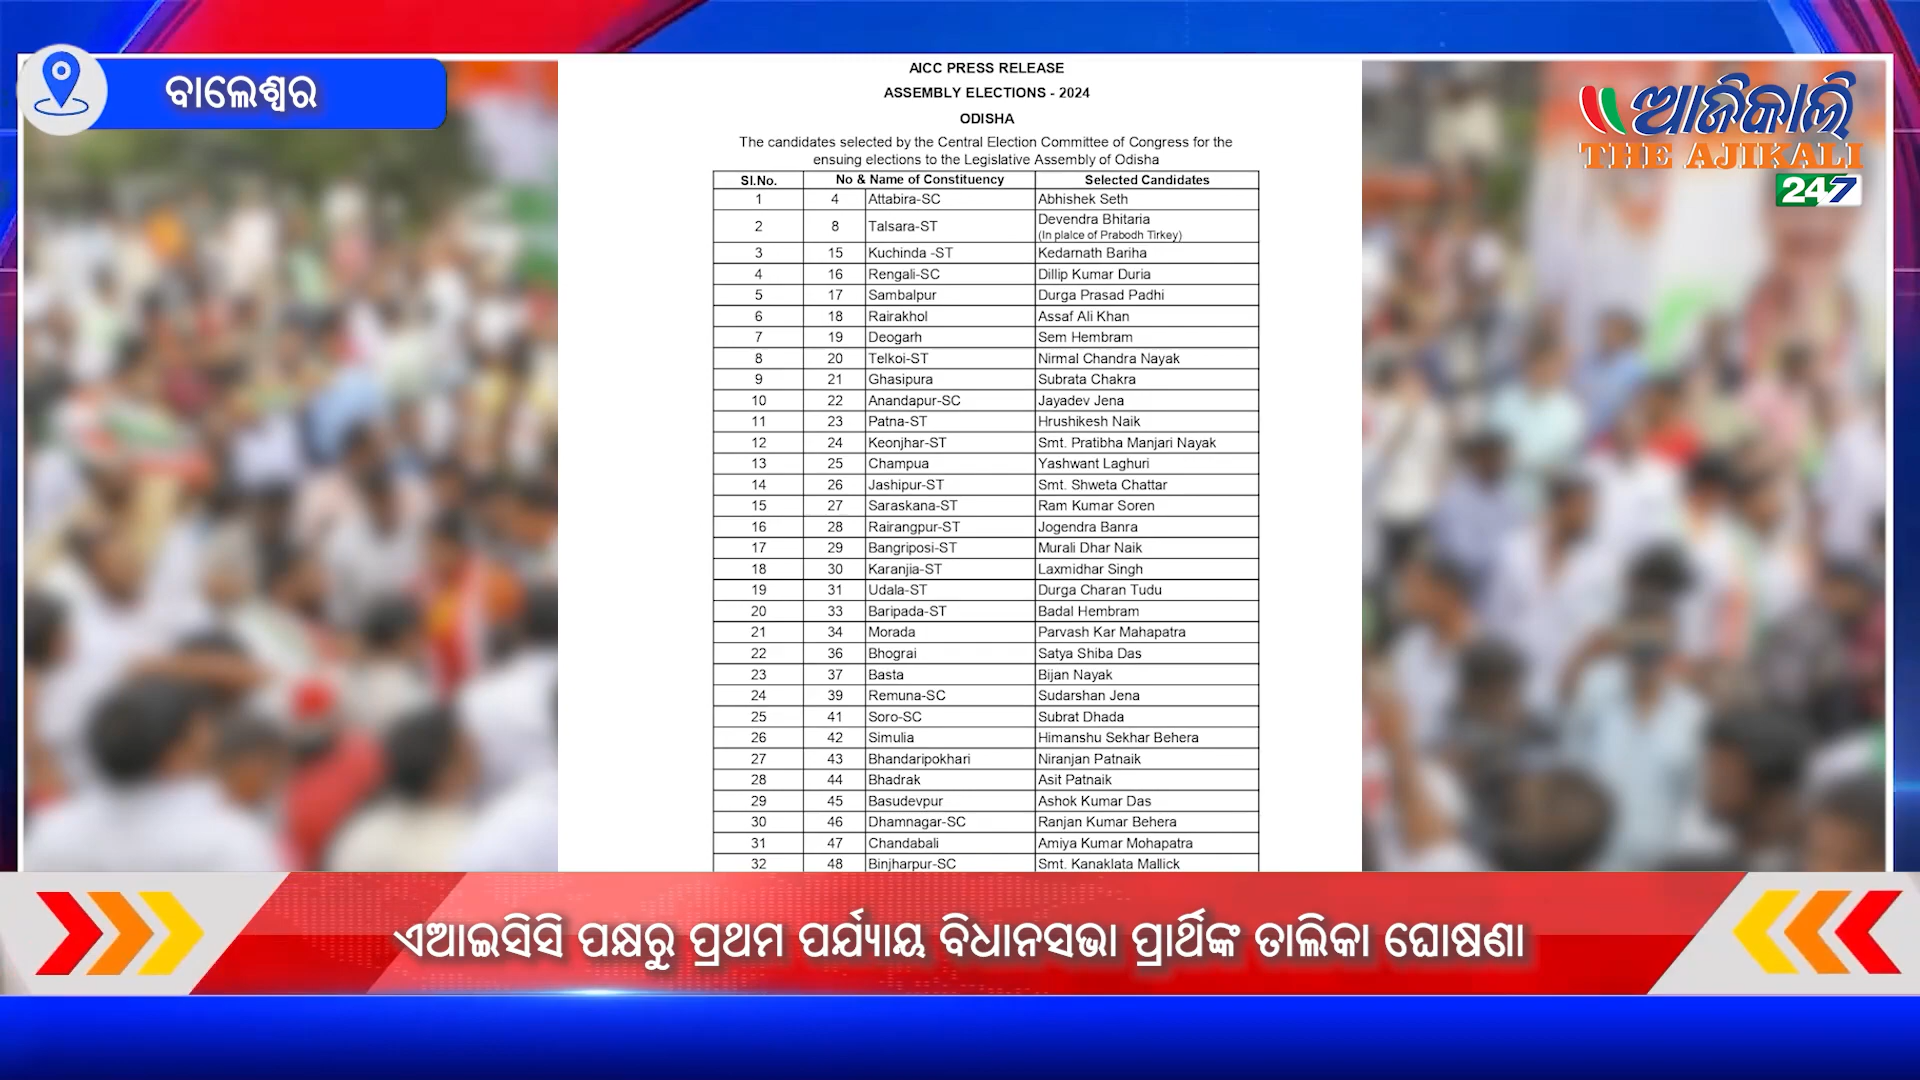 ବାଲେଶ୍ୱର
AICC PRESS RELEASE
ASSEMBLY ELECTIONS - 2024
ODISHA
The candidates selected by the Central Election Committee of Congress for the
ensuing elections to the Legislative Assembly of Odisha
ଆଜିକାଲି
THE AJIKALI
24x7
Sl.No. No & Name of Constituency Selected Candidates
1 4 Attabira-SC Abhishek Seth
2 8 Talsara-ST Devendra Bhitaria
(In plalce of Prabodh Tirkey)
3 15 Kuchinda -ST Kedarnath Bariha
4 16 Rengali-SC Dillip Kumar Duria
5 17 Sambalpur Durga Prasad Padhi
6 18 Rairakhol Assaf Ali Khan
7 19 Deogarh Sem Hembram
8 20 Telkoi-ST Nirmal Chandra Nayak
9 21 Ghasipura Subrata Chakra
10 22 Anandapur-SC Jayadev Jena
11 23 Patna-ST Hrushikesh Naik
12 24 Keonjhar-ST Smt. Pratibha Manjari Nayak
13 25 Champua Yashwant Laghuri
14 26 Jashipur-ST Smt. Shweta Chattar
15 27 Saraskana-ST Ram Kumar Soren
16 28 Rairangpur-ST Jogendra Banra
17 29 Bangriposi-ST Murali Dhar Naik
18 30 Karanjia-ST Laxmidhar Singh
19 31 Udala-ST Durga Charan Tudu
20 33 Baripada-ST Badal Hembram
21 34 Morada Parvash Kar Mahapatra
22 36 Bhograi Satya Shiba Das
23 37 Basta Bijan Nayak
24 39 Remuna-SC Sudarshan Jena
25 41 Soro-SC Subrat Dhada
26 42 Simulia Himanshu Sekhar Behera
27 43 Bhandaripokhari Niranjan Patnaik
28 44 Bhadrak Asit Patnaik
29 45 Basudevpur Ashok Kumar Das
30 46 Dhamnagar-SC Ranjan Kumar Behera
31 47 Chandabali Amiya Kumar Mohapatra
32 48 Binjharpur-SC Smt. Kanaklata Mallick
ଏଆଇସିସି ପକ୍ଷରୁ ପ୍ରଥମ ପର୍ଯ୍ୟାୟ ବିଧାନସଭା ପ୍ରାର୍ଥିଙ୍କ ତାଲିକା ଘୋଷଣା